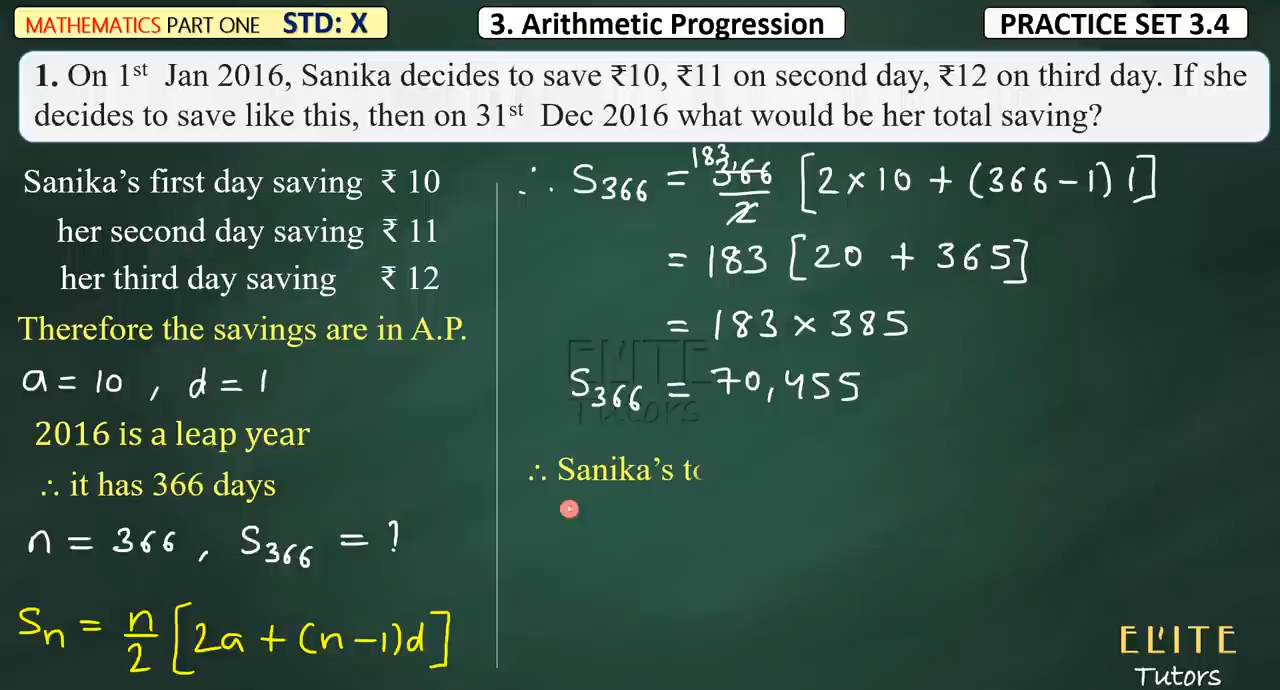 MATHEMATICS PART ONE STD: X
3. Arithmetic Progression
PRACTICE SET 3.4
1. On 1st Jan 2016, Sanika decides to save ₹10, ₹11 on second day, ₹12 on third day. If she
decides to save like this, then on 31st Dec 2016 what would be her total saving?
Sanika's first day saving ₹ 10
her second day saving ₹ 11
her third day saving ₹ 12
Therefore the savings are in A.P.
a = 10 , d = 1
2016 is a leap year
∴ it has 366 days
n = 366 , S366 = ?
Sn = n/2 [2a + (n-1)d]
∴ S366 = 183 366/2 [2 × 10 + (366 - 1) 1]
= 183 [20 + 365]
= 183 × 385
S366 = 70,455
ELITE
Tutors
∴ Sanika's to
ELITE
Tutors